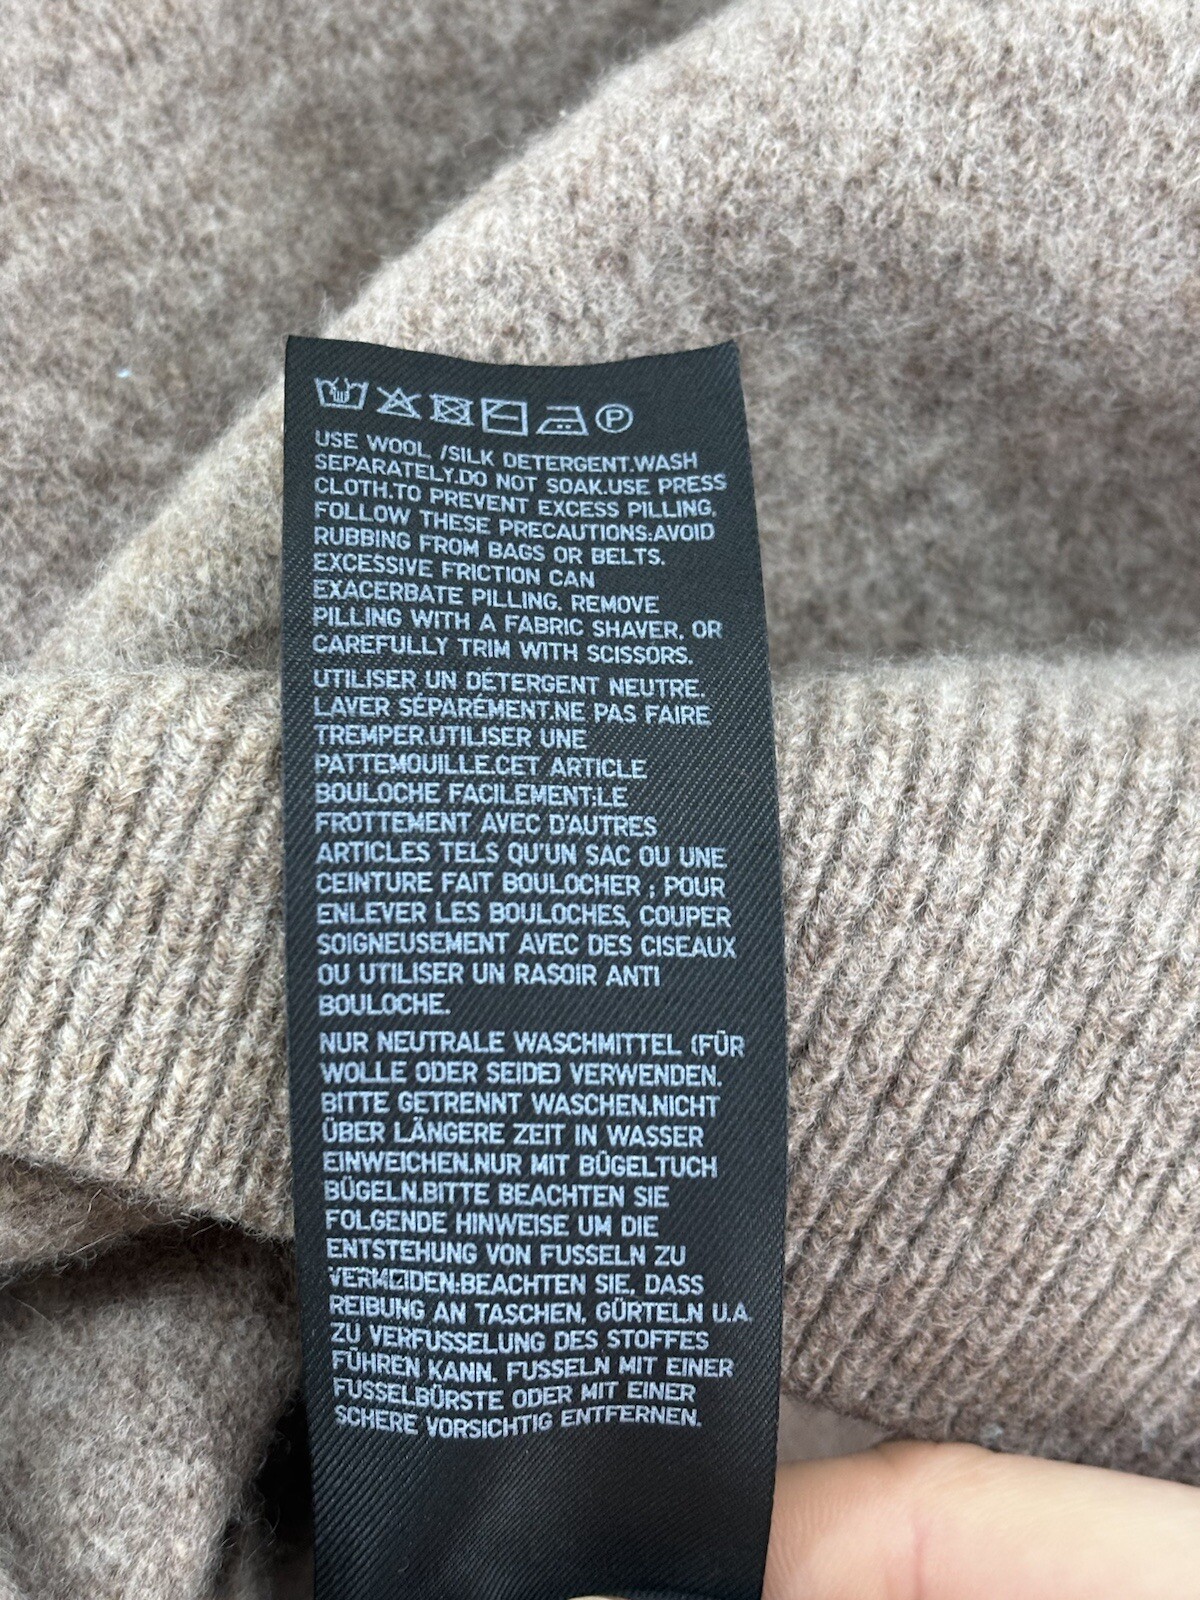 P
USE WOOL /SILK DETERGENT.WASH
SEPARATELY.DO NOT SOAK.USE PRESS
CLOTH.TO PREVENT EXCESS PILLING,
FOLLOW THESE PRECAUTIONS:AVOID
RUBBING FROM BAGS OR BELTS.
EXCESSIVE FRICTION CAN
EXACERBATE PILLING. REMOVE
PILLING WITH A FABRIC SHAVER, OR
CAREFULLY TRIM WITH SCISSORS.
UTILISER UN DÉTERGENT NEUTRE.
LAVER SÉPARÉMENT.NE PAS FAIRE
TREMPER.UTILISER UNE
PATTEMOUILLE.CET ARTICLE
BOULOCHE FACILEMENT:LE
FROTTEMENT AVEC D'AUTRES
ARTICLES TELS QU'UN SAC OU UNE
CEINTURE FAIT BOULOCHER ; POUR
ENLEVER LES BOULOCHES, COUPER
SOIGNEUSEMENT AVEC DES CISEAUX
OU UTILISER UN RASOIR ANTI
BOULOCHE.
NUR NEUTRALE WASCHMITTEL (FÜR
WOLLE ODER SEIDE) VERWENDEN.
BITTE GETRENNT WASCHEN.NICHT
ÜBER LÄNGERE ZEIT IN WASSER
EINWEICHEN.NUR MIT BÜGELTUCH
BÜGELN.BITTE BEACHTEN SIE
FOLGENDE HINWEISE UM DIE
ENTSTEHUNG VON FUSSELN ZU
VERMEIDEN:BEACHTEN SIE, DASS
REIBUNG AN TASCHEN, GÜRTELN U.A.
ZU VERFUSSELUNG DES STOFFES
FÜHREN KANN. FUSSELN MIT EINER
FUSSELBÜRSTE ODER MIT EINER
SCHERE VORSICHTIG ENTFERNEN.